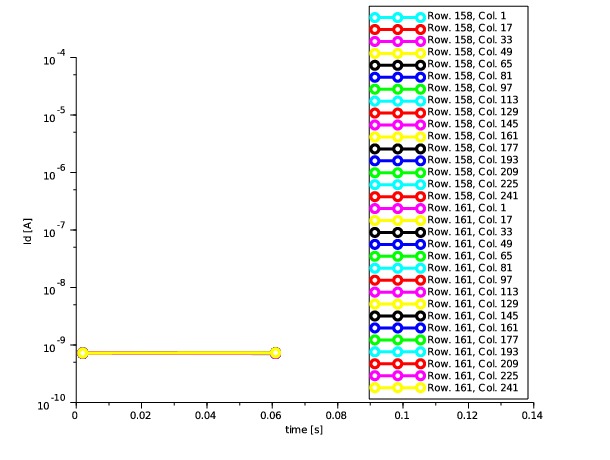 Row. 158, Col. 1
Row. 158, Col. 17
Row. 158, Col. 33
Row. 158, Col. 49
Row. 158, Col. 65
Row. 158, Col. 81
Row. 158, Col. 97
Row. 158, Col. 113
Row. 158, Col. 129
Row. 158, Col. 145
Row. 158, Col. 161
Row. 158, Col. 177
Row. 158, Col. 193
Row. 158, Col. 209
Row. 158, Col. 225
Row. 158, Col. 241
Row. 161, Col. 1
Row. 161, Col. 17
Row. 161, Col. 33
Row. 161, Col. 49
Row. 161, Col. 65
Row. 161, Col. 81
Row. 161, Col. 97
Row. 161, Col. 113
Row. 161, Col. 129
Row. 161, Col. 145
Row. 161, Col. 161
Row. 161, Col. 177
Row. 161, Col. 193
Row. 161, Col. 209
Row. 161, Col. 225
Row. 161, Col. 241
10^-4
10^-5
10^-6
10^-7
10^-8
10^-9
10^-10
Id [A]
0 0.02 0.04 0.06 0.08 0.1 0.12 0.14
time [s]